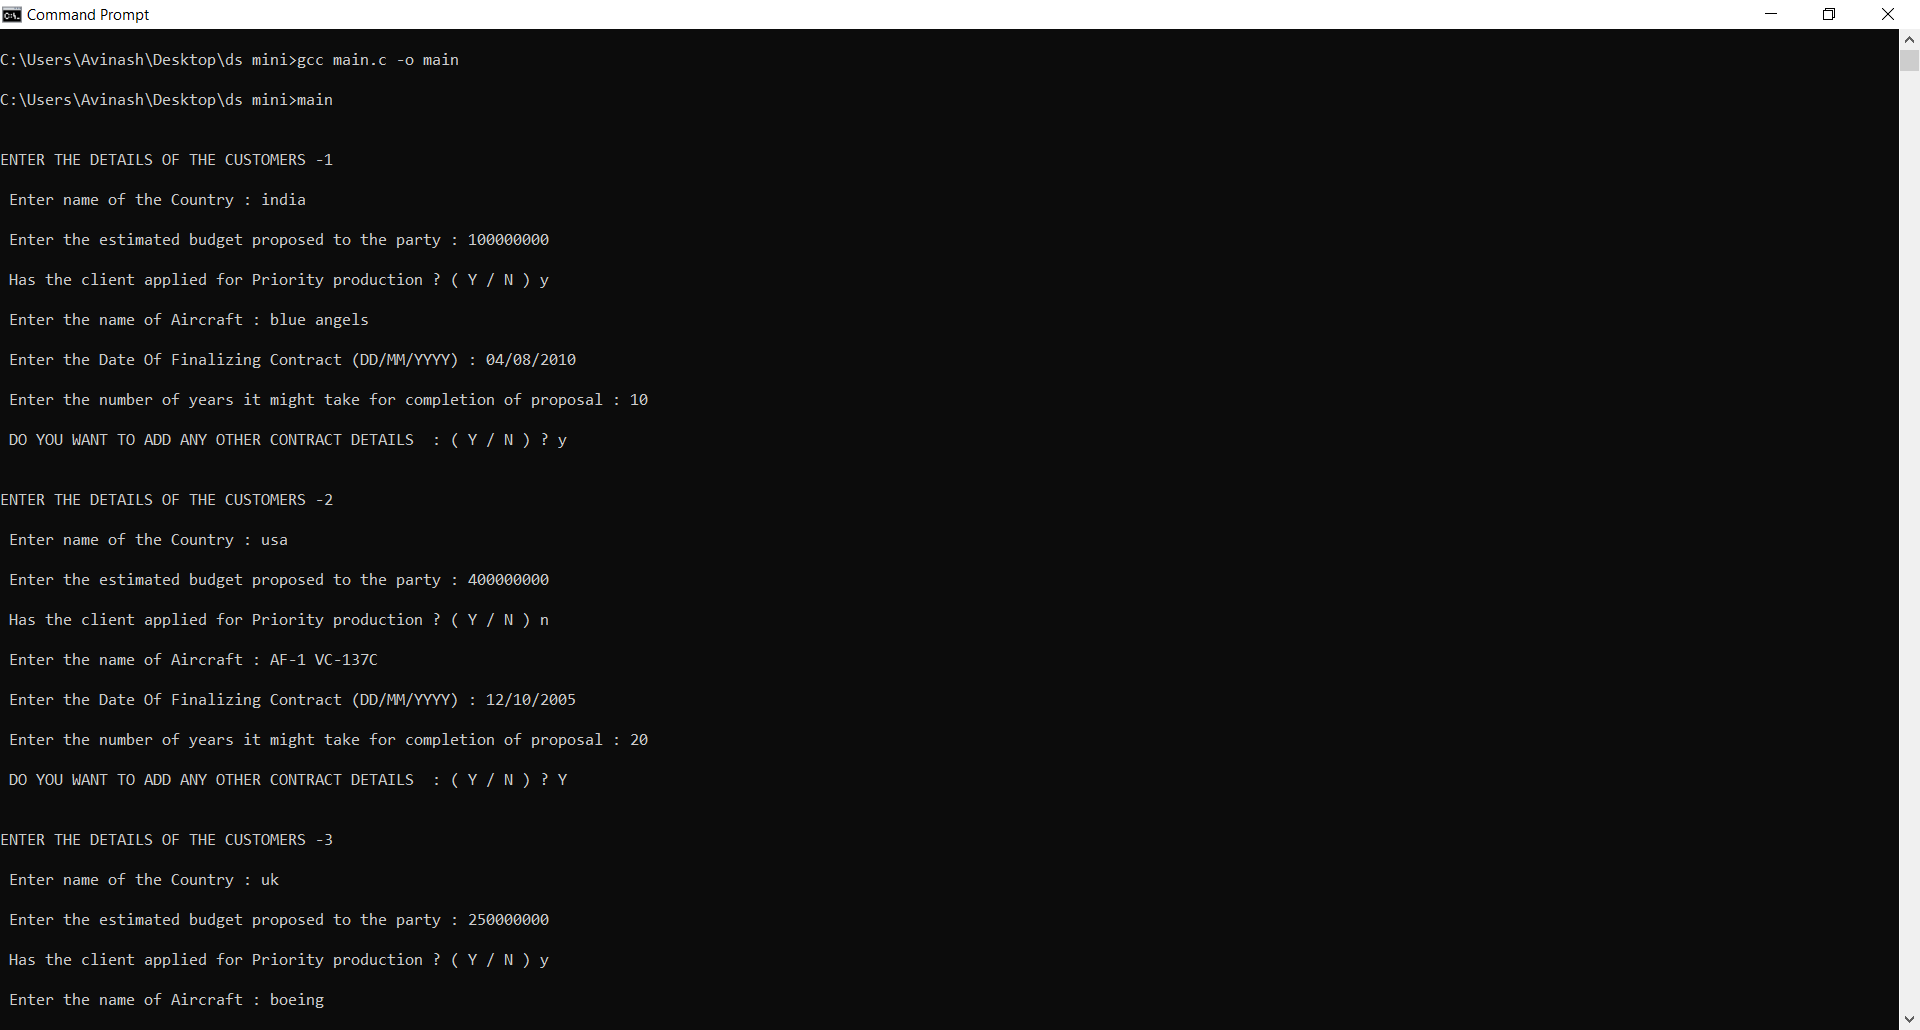 Command Prompt
C:\Users\Avinash\Desktop\ds mini>gcc main.c -o main
C:\Users\Avinash\Desktop\ds mini>main
ENTER THE DETAILS OF THE CUSTOMERS -1
Enter name of the Country : india
Enter the estimated budget proposed to the party : 100000000
Has the client applied for Priority production ? ( Y / N ) y
Enter the name of Aircraft : blue angels
Enter the Date Of Finalizing Contract (DD/MM/YYYY) : 04/08/2010
Enter the number of years it might take for completion of proposal : 10
DO YOU WANT TO ADD ANY OTHER CONTRACT DETAILS  : ( Y / N ) ? y
ENTER THE DETAILS OF THE CUSTOMERS -2
Enter name of the Country : usa
Enter the estimated budget proposed to the party : 400000000
Has the client applied for Priority production ? ( Y / N ) n
Enter the name of Aircraft : AF-1 VC-137C
Enter the Date Of Finalizing Contract (DD/MM/YYYY) : 12/10/2005
Enter the number of years it might take for completion of proposal : 20
DO YOU WANT TO ADD ANY OTHER CONTRACT DETAILS  : ( Y / N ) ? Y
ENTER THE DETAILS OF THE CUSTOMERS -3
Enter name of the Country : uk
Enter the estimated budget proposed to the party : 250000000
Has the client applied for Priority production ? ( Y / N ) y
Enter the name of Aircraft : boeing